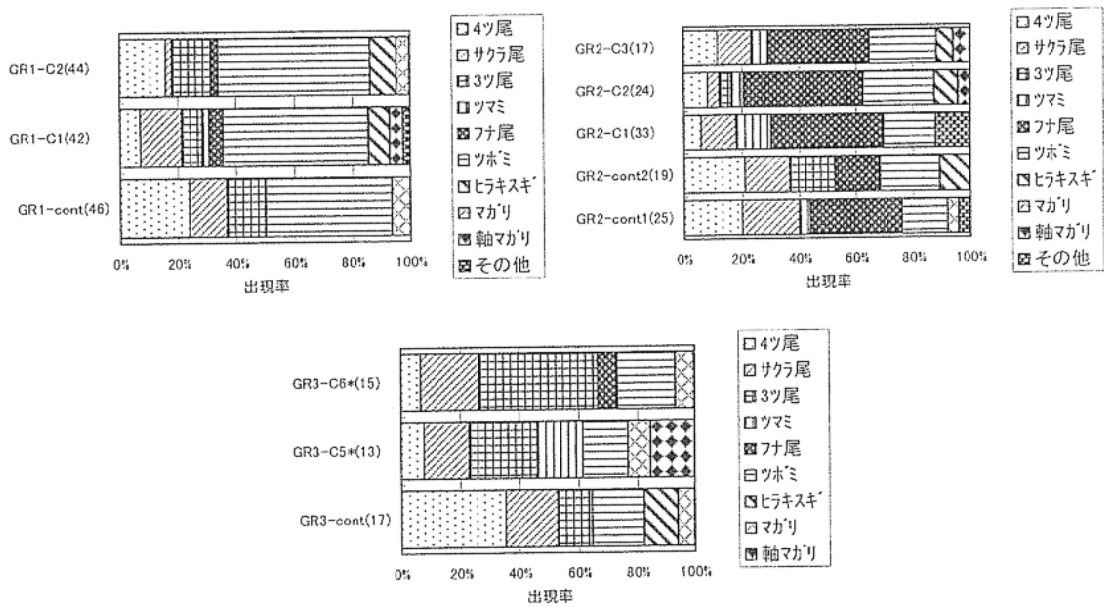 GR1-C2(44)
GR1-C1(42)
GR1-cont(46)
0% 20% 40% 60% 80% 100%
出現率
4ツ尾
サクラ尾
3ツ尾
ツマミ
フナ尾
ツボミ
ヒラキスギ
マガリ
軸マガリ
その他
GR2-C3(17)
GR2-C2(24)
GR2-C1(33)
GR2-cont2(19)
GR2-cont1(25)
0% 20% 40% 60% 80% 100%
出現率
4ツ尾
サクラ尾
3ツ尾
ツマミ
フナ尾
ツボミ
ヒラキスギ
マガリ
軸マガリ
その他
GR3-C6*(15)
GR3-C5*(13)
GR3-cont(17)
0% 20% 40% 60% 80% 100%
出現率
4ツ尾
サクラ尾
3ツ尾
ツマミ
フナ尾
ツボミ
ヒラキスギ
マガリ
軸マガリ